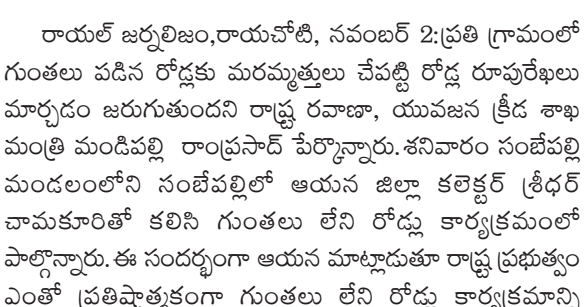 రాయల్ జర్నలిజం,రాయచోటి, నవంబర్ 2:ప్రతి గ్రామంలో
గుంతలు పడిన రోడ్లకు మరమ్మత్తులు చేపట్టి రోడ్ల రూపురేఖలు
మార్చడం జరుగుతుందని రాష్ట్ర రవాణా, యువజన క్రీడ శాఖ
మంత్రి మండిపల్లి రాంప్రసాద్ పేర్కొన్నారు.శనివారం సంబేపల్లి
మండలంలోని సంబేపల్లిలో ఆయన జిల్లా కలెక్టర్ శ్రీధర్
చామకూరితో కలిసి గుంతలు లేని రోడ్లు కార్యక్రమంలో
పాల్గొన్నారు.ఈ సందర్భంగా ఆయన మాట్లాడుతూ రాష్ట్ర ప్రభుత్వం
ఎంతో ప్రతిష్ఠాత్మకంగా గుంతలు లేని రోడ్లు కార్యక్రమాన్ని